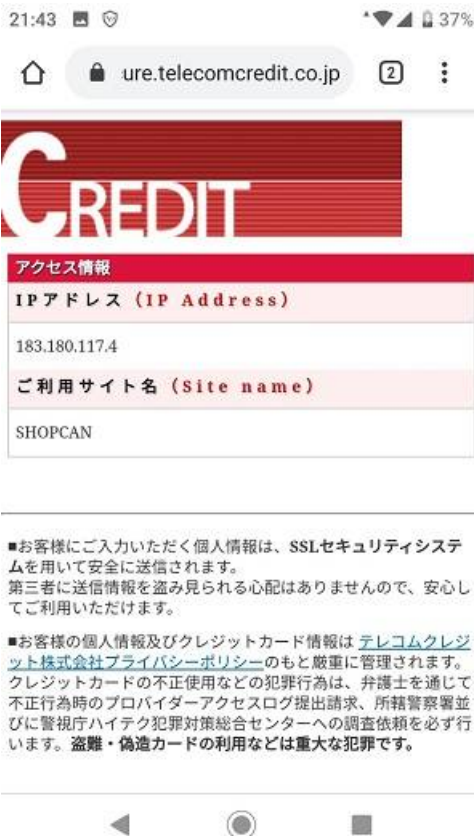 21:43 37%
ure.telecomcredit.co.jp 2
CREDIT
アクセス情報
IPアドレス (IP Address)
183.180.117.4
ご利用サイト名 (Site name)
SHOPCAN
■お客様にご入力いただく個人情報は、SSLセキュリティシステ
ムを用いて安全に送信されます。
第三者に送信情報を盗み見られる心配はありませんので、安心し
てご利用いただけます。
■お客様の個人情報及びクレジットカード情報は テレコムクレジ
ット株式会社プライバシーポリシーのもと厳重に管理されます。
クレジットカードの不正使用などの犯罪行為は、弁護士を通じて
不正行為時のプロバイダーアクセスログ提出請求、所轄警察署並
びに警視庁ハイテク犯罪対策総合センターへの調査依頼を必ず行
います。盗難・偽造カードの利用などは重大な犯罪です。